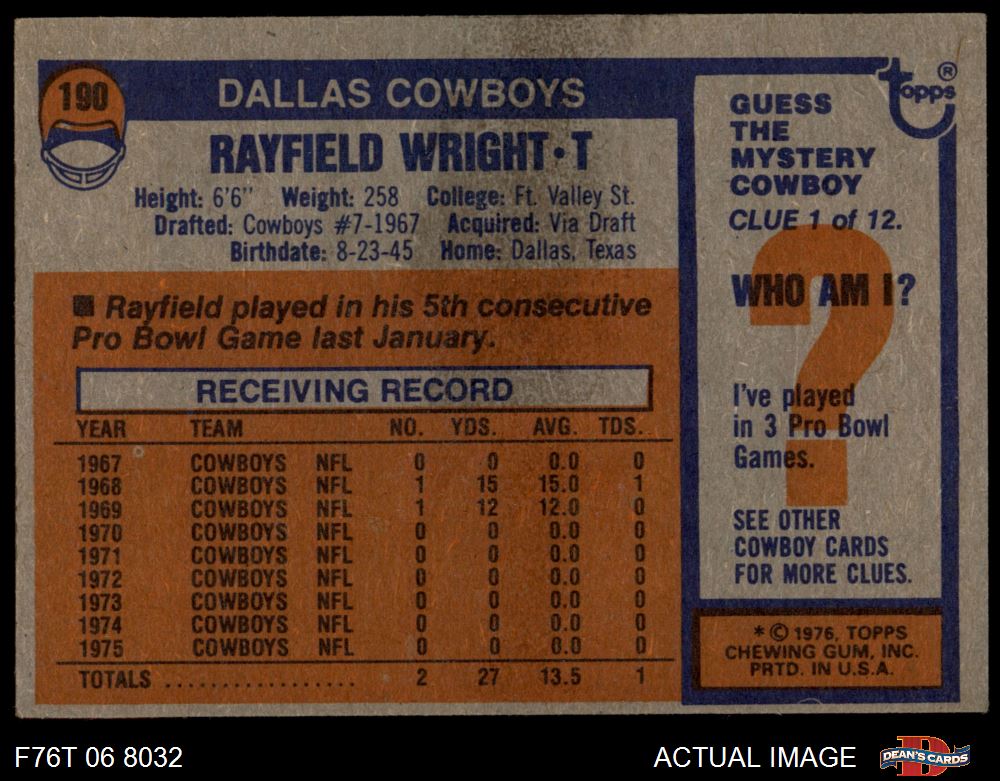 190
DALLAS COWBOYS
RAYFIELD WRIGHT•T
Height: 6'6" Weight: 258 College: Ft. Valley St.
Drafted: Cowboys #7-1967 Acquired: Via Draft
Birthdate: 8-23-45 Home: Dallas, Texas
■ Rayfield played in his 5th consecutive
Pro Bowl Game last January.
RECEIVING RECORD
YEAR TEAM NO. YDS. AVG. TDS.
1967 COWBOYS NFL 0 0 0.0 0
1968 COWBOYS NFL 1 15 15.0 1
1969 COWBOYS NFL 1 12 12.0 0
1970 COWBOYS NFL 0 0 0.0 0
1971 COWBOYS NFL 0 0 0.0 0
1972 COWBOYS NFL 0 0 0.0 0
1973 COWBOYS NFL 0 0 0.0 0
1974 COWBOYS NFL 0 0 0.0 0
1975 COWBOYS NFL 0 0 0.0 0
TOTALS .................. 2 27 13.5 1
topps ®
GUESS
THE
MYSTERY
COWBOY
CLUE 1 of 12.
?
WHO AM I?
I've played
in 3 Pro Bowl
Games.
SEE OTHER
COWBOY CARDS
FOR MORE CLUES.
* © 1976, TOPPS
CHEWING GUM, INC.
PRTD. IN U.S.A.
F76T 06 8032
ACTUAL IMAGE
D
DEAN'S CARDS